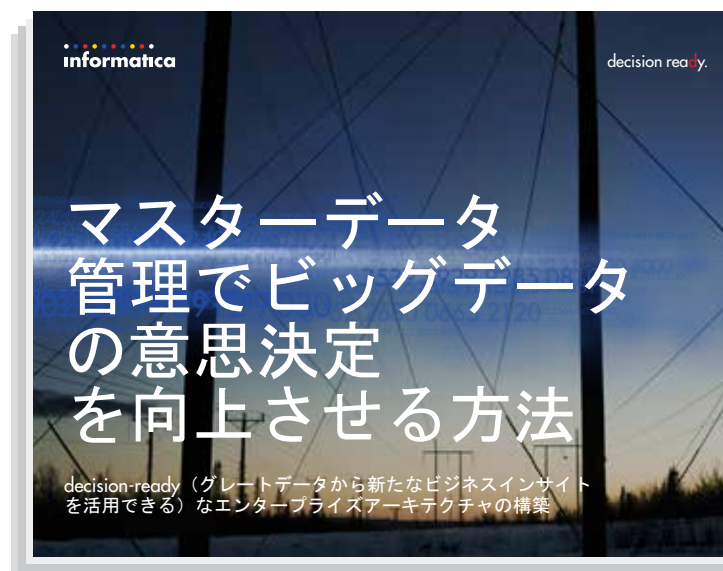 informatica
decision ready.
マスターデータ
管理でビッグデータ
の意思決定
を向上させる方法
decision-ready（グレートデータから新たなビジネスインサイト
を活用できる）なエンタープライズアーキテクチャの構築